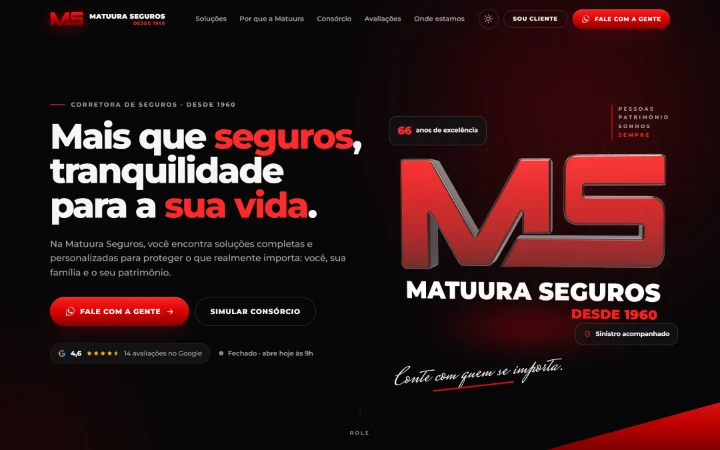 MS MATUURA SEGUROS
DESDE 1960
Soluções Por que a Matuura Consórcio Avaliações Onde estamos
SOU CLIENTE
FALE COM A GENTE
CORRETORA DE SEGUROS · DESDE 1960
Mais que seguros,
tranquilidade
para a sua vida.
Na Matuura Seguros, você encontra soluções completas e
personalizadas para proteger o que realmente importa: você, sua
família e o seu patrimônio.
FALE COM A GENTE →
SIMULAR CONSÓRCIO
G 4,6 ★★★★★ 14 avaliações no Google
Fechado · abre hoje às 9h
66 anos de excelência
PESSOAS
PATRIMÔNIO
SONHOS
SEMPRE
MS
MATUURA SEGUROS
DESDE 1960
Sinistro acompanhado
Conte com quem se importa.
ROLE